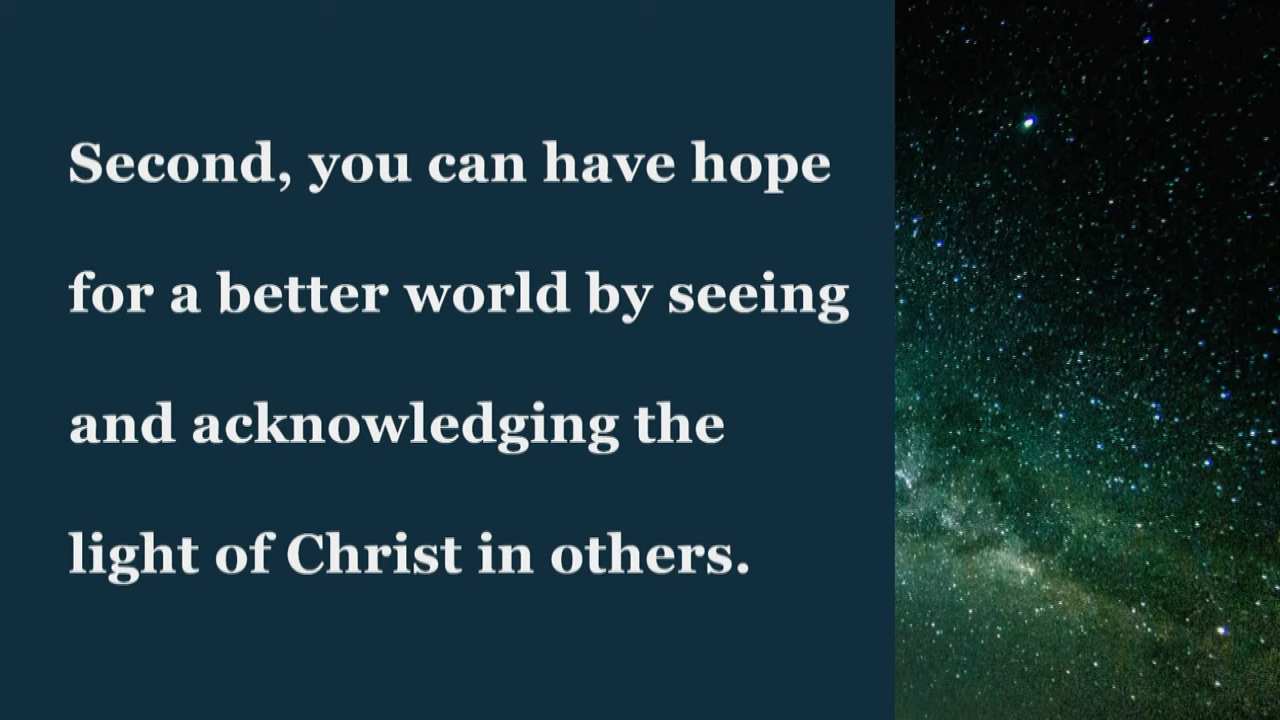 Second, you can have hope
for a better world by seeing
and acknowledging the
light of Christ in others.